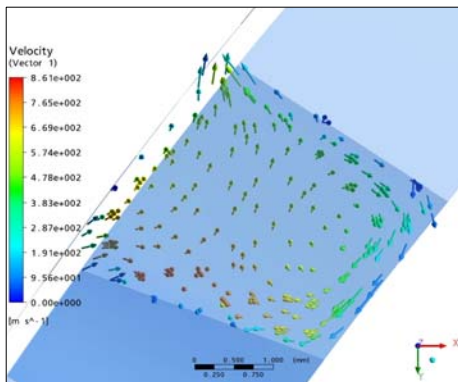 Velocity
(Vector 1)
8.61e+002
7.65e+002
6.70e+002
5.74e+002
4.78e+002
3.83e+002
2.87e+002
1.91e+002
9.56e+001
0.00e+000
[m s^-1]
0 0.500 1.000 (mm)
0.250 0.750
X
Y
Z